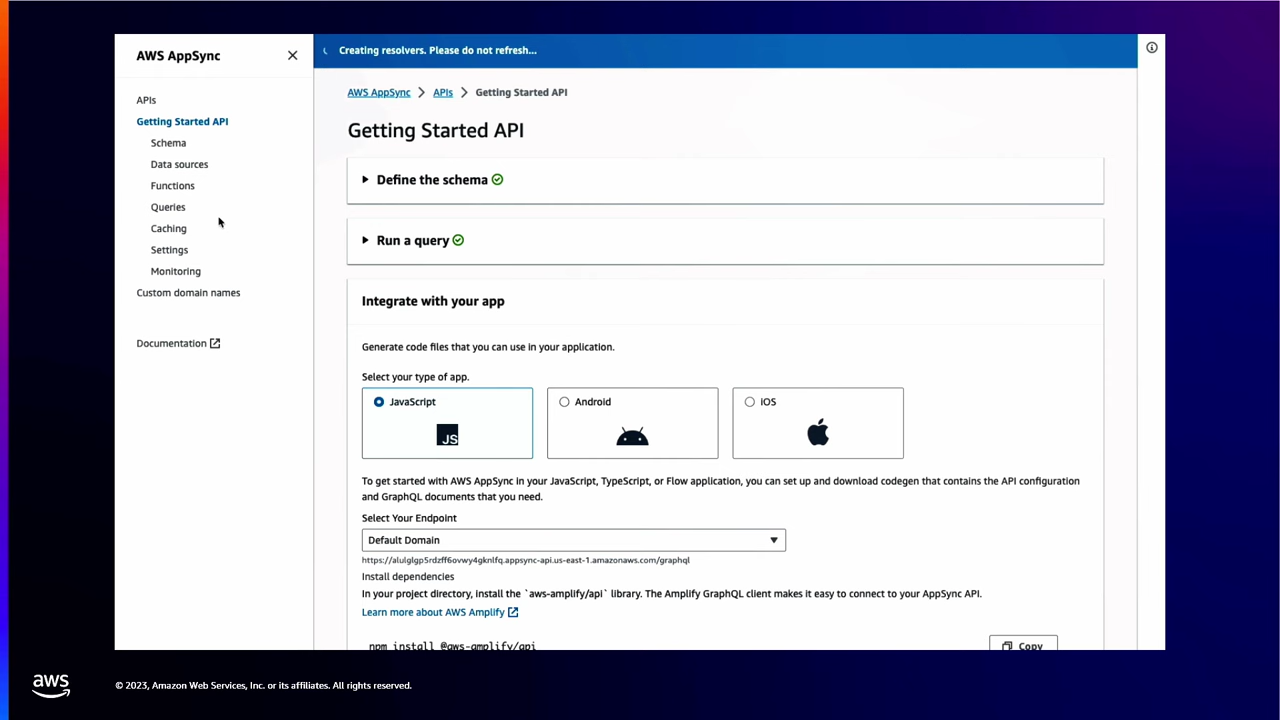 AWS AppSync
APIs
Getting Started API
Schema
Data sources
Functions
Queries
Caching
Settings
Monitoring
Custom domain names
Documentation
Creating resolvers. Please do not refresh...
AWS AppSync > APIs > Getting Started API
Getting Started API
Define the schema
Run a query
Integrate with your app
Generate code files that you can use in your application.
Select your type of app.
JavaScript
JS
Android
iOS
To get started with AWS AppSync in your JavaScript, TypeScript, or Flow application, you can set up and download codegen that contains the API configuration
and GraphQL documents that you need.
Select Your Endpoint
Default Domain
https://alulglgp5rdzff6ovwy4gknlfq.appsync-api.us-east-1.amazonaws.com/graphql
Install dependencies
In your project directory, install the `aws-amplify/api` library. The Amplify GraphQL client makes it easy to connect to your AppSync API.
Learn more about AWS Amplify
npm install @aws-amplify/api
Copy
aws
© 2023, Amazon Web Services, Inc. or its affiliates. All rights reserved.